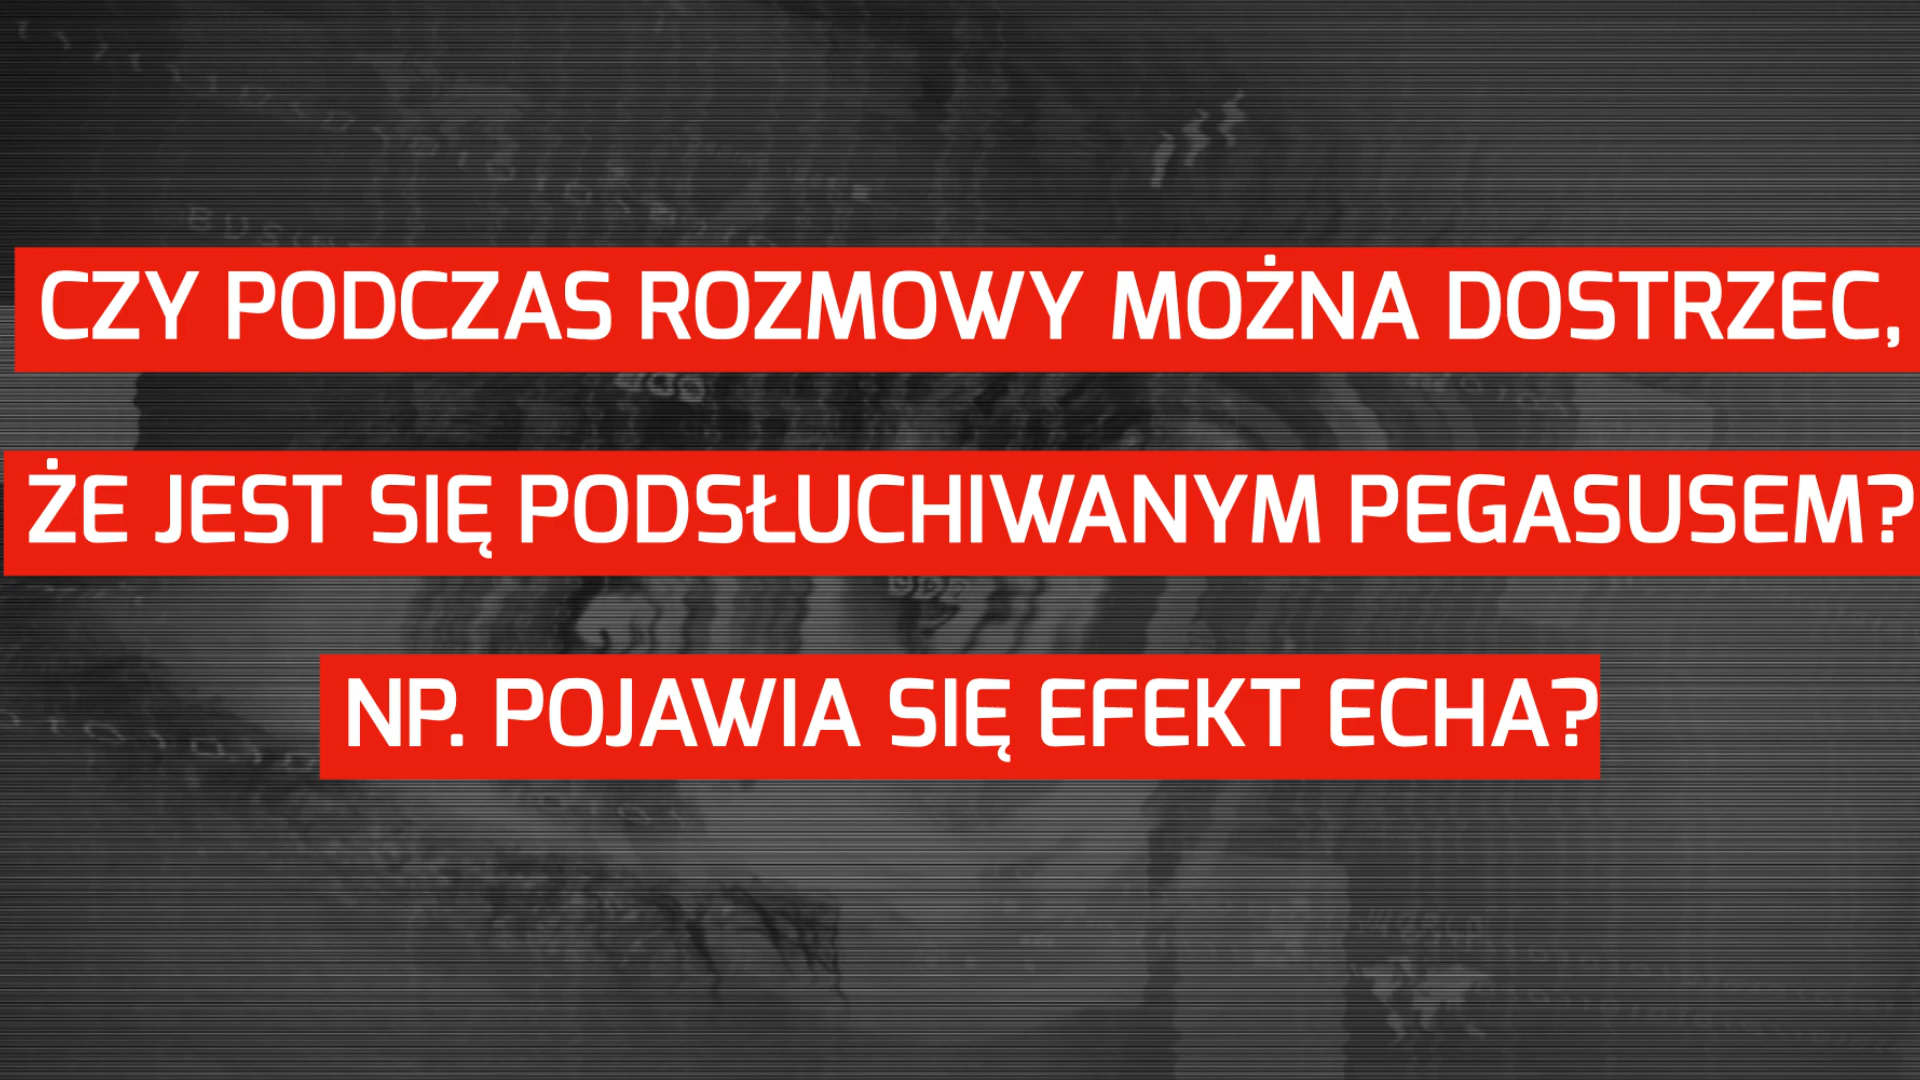 CZY PODCZAS ROZMOWY MOŻNA DOSTRZEC,
ŻE JEST SIĘ PODSŁUCHIWANYM PEGASUSEM?
NP. POJAWIA SIĘ EFEKT ECHA?